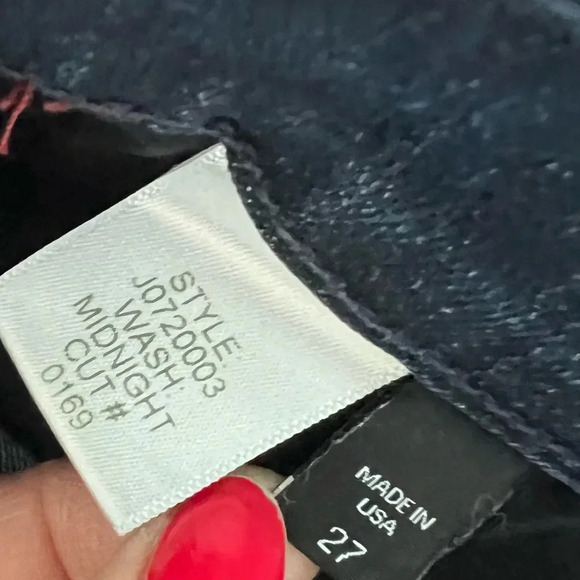 STYLE:
J0720003
WASH:
MIDNIGHT
CUT #
0169
MADE IN
USA
27